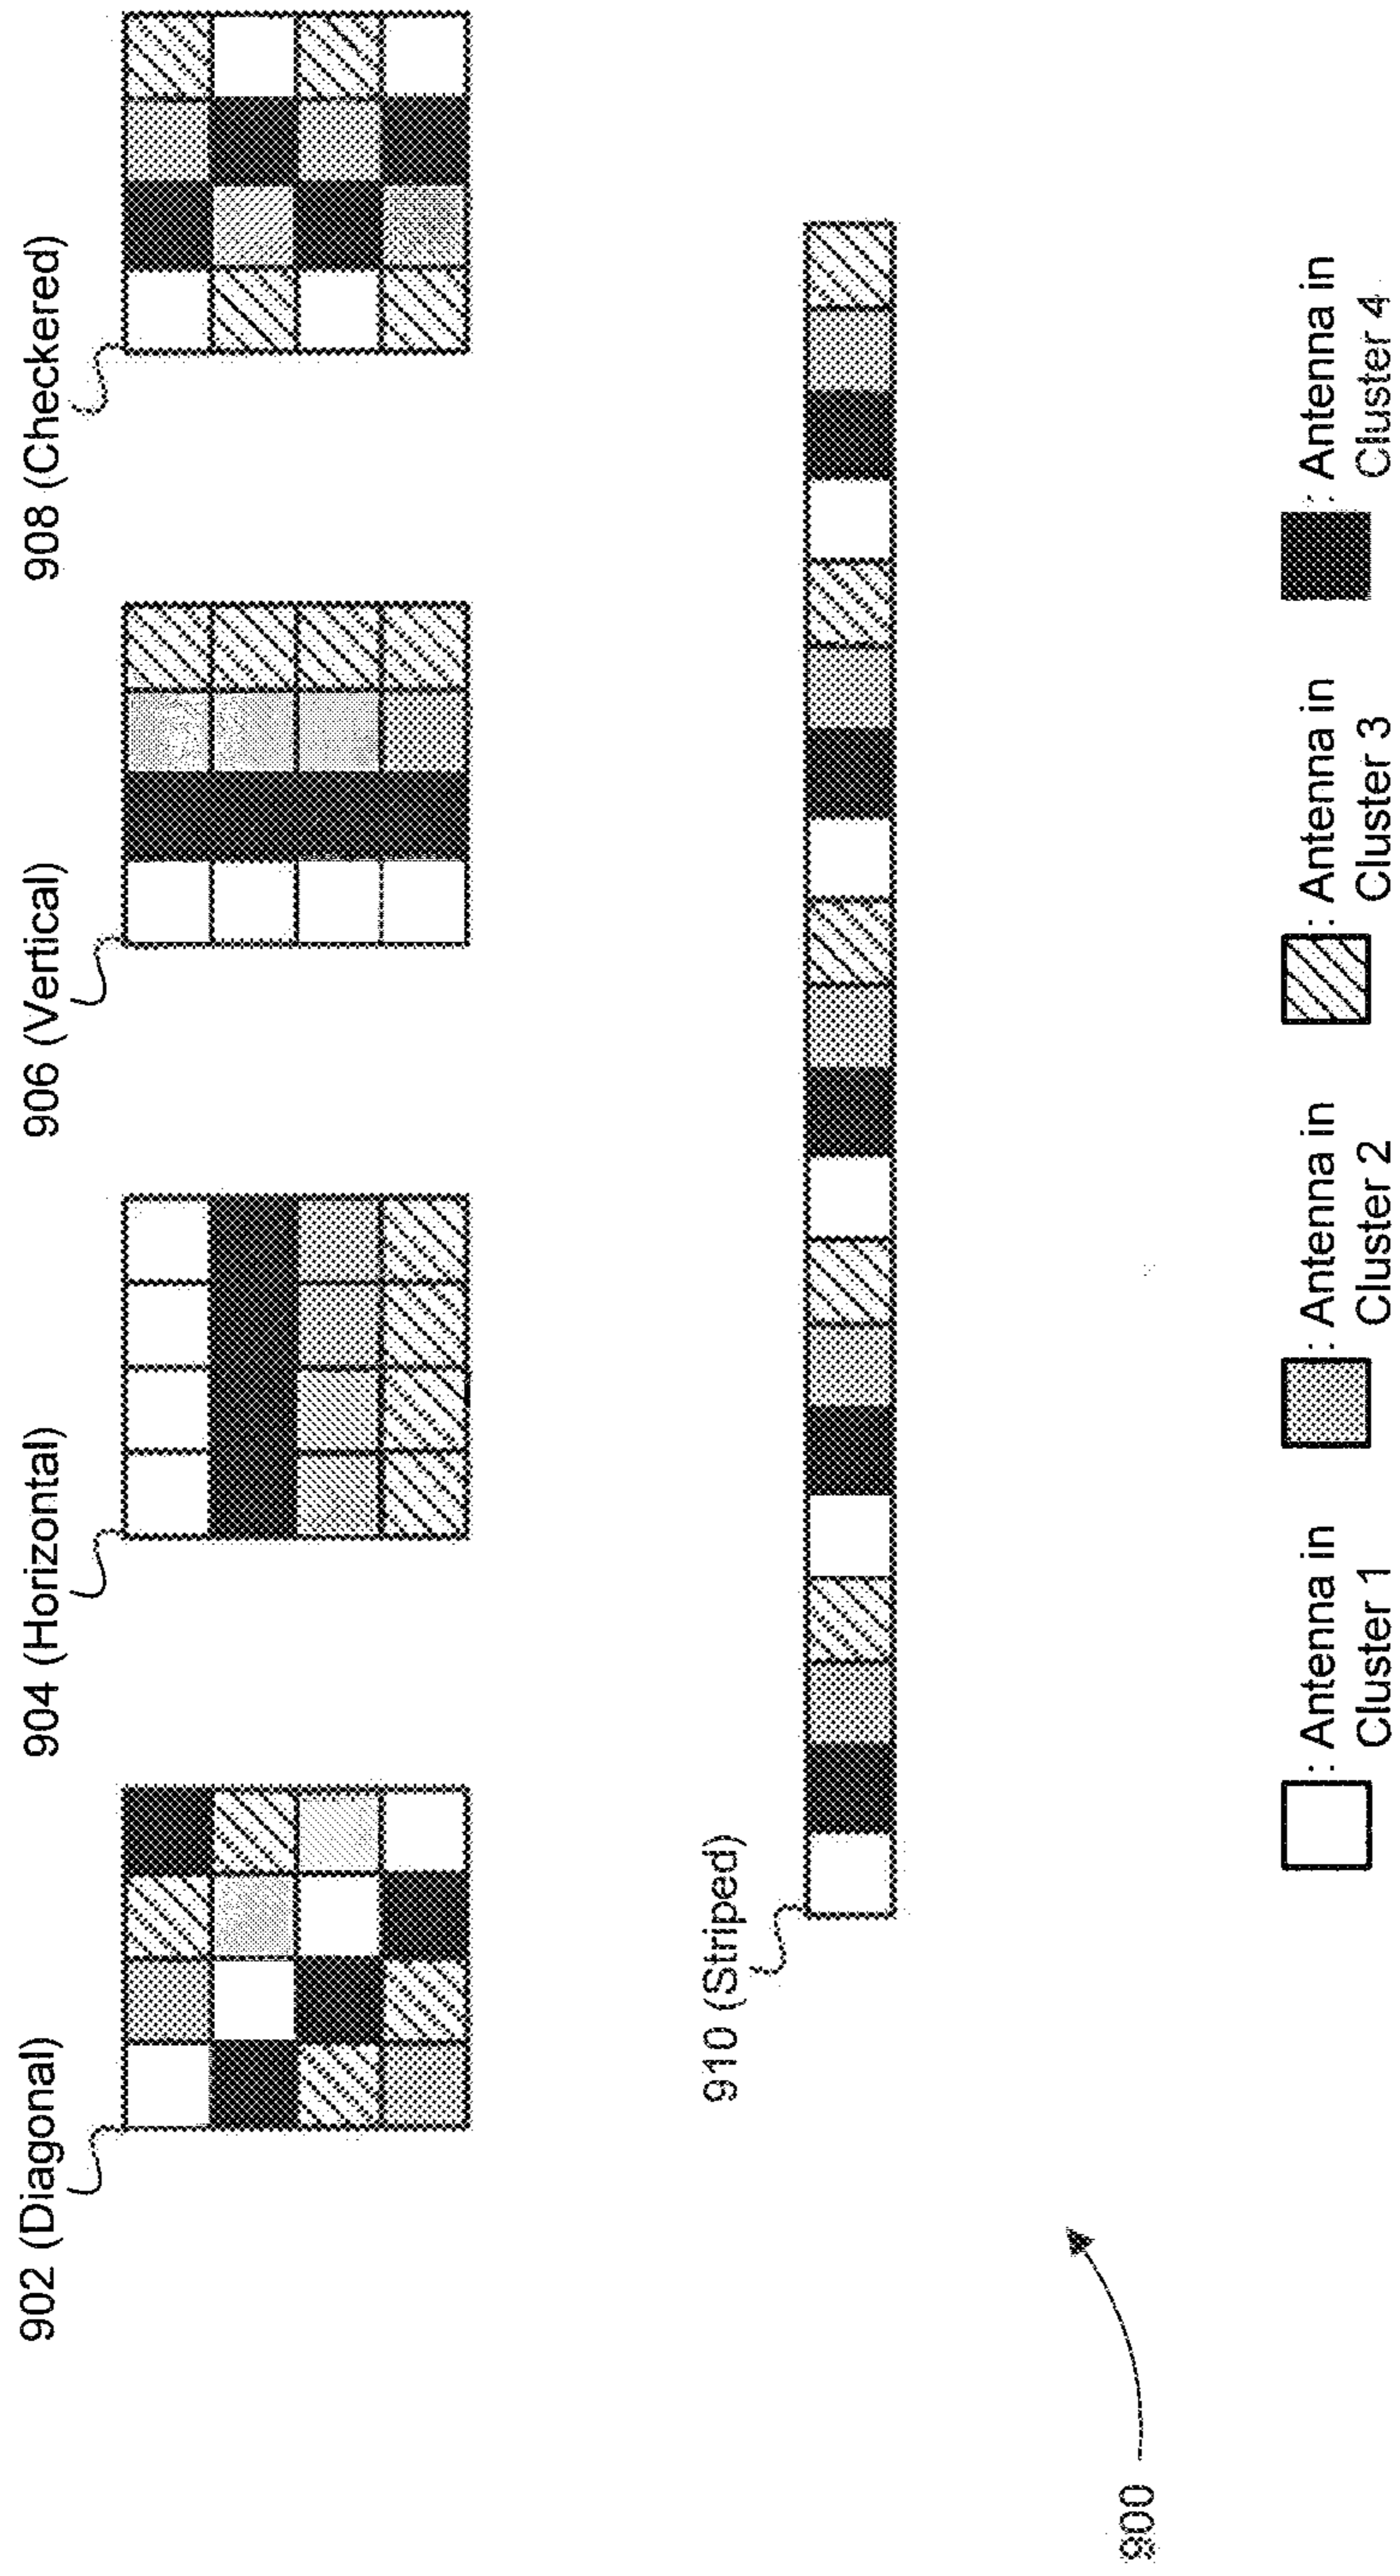 902 (Diagonal)
904 (Horizontal)
906 (Vertical)
908 (Checkered)
910 (Striped)
900
: Antenna in
Cluster 1
: Antenna in
Cluster 2
: Antenna in
Cluster 3
: Antenna in
Cluster 4